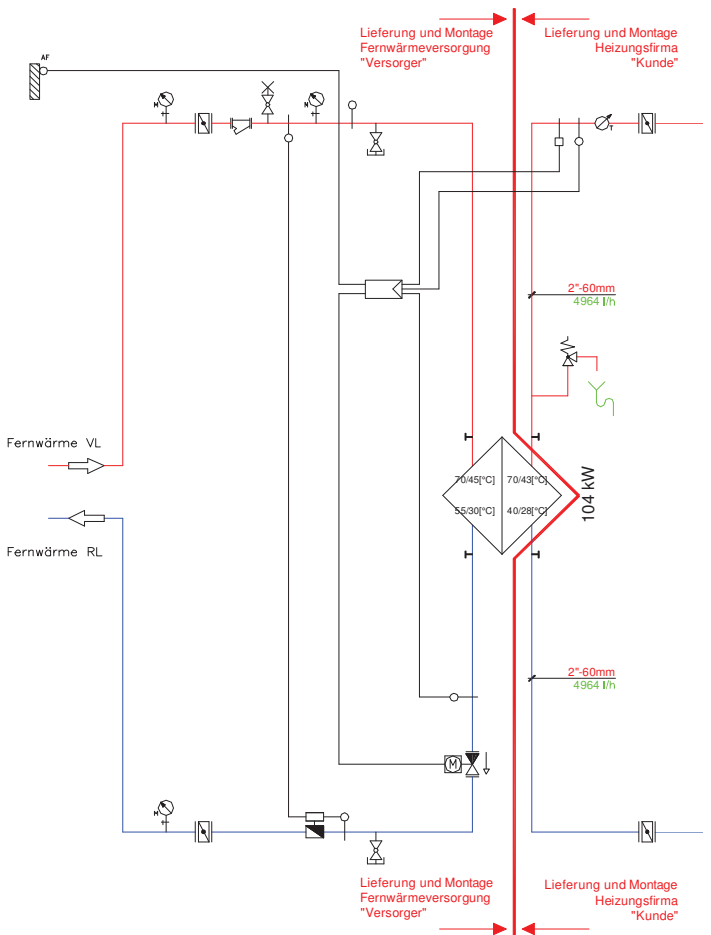 Lieferung und Montage
Fernwärmeversorgung
"Versorger"
Lieferung und Montage
Heizungsfirma
"Kunde"
AF
M
M
T
2"-60mm
4964 l/h
Fernwärme VL
70/45[°C]
70/43[°C]
55/30[°C]
40/28[°C]
104 kW
Fernwärme RL
2"-60mm
4964 l/h
M
M
Lieferung und Montage
Fernwärmeversorgung
"Versorger"
Lieferung und Montage
Heizungsfirma
"Kunde"